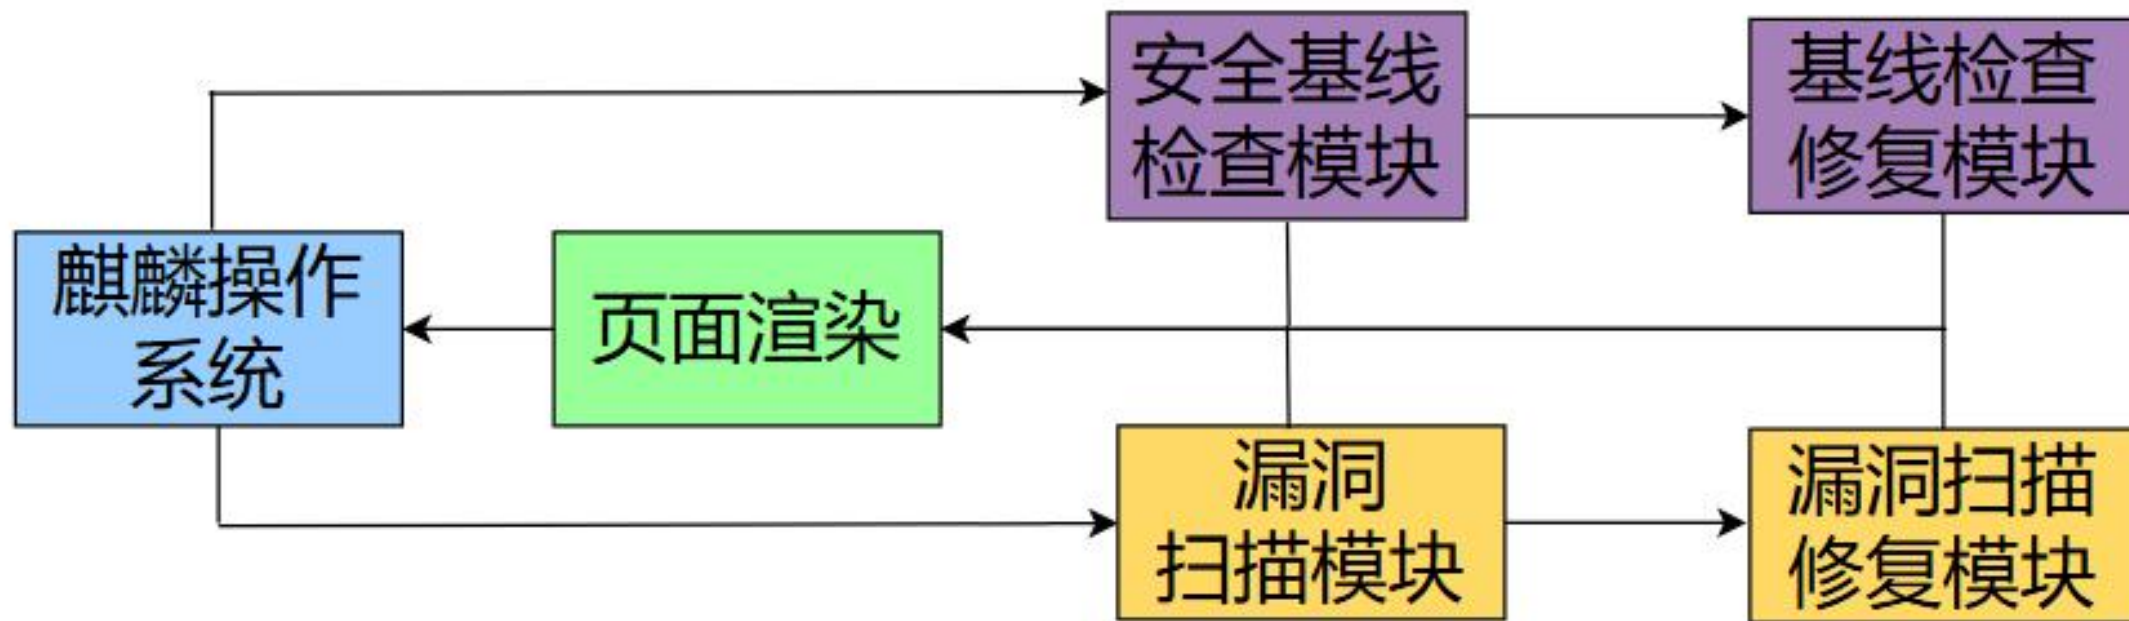 安全基线
检查模块
基线检查
修复模块
麒麟操作
系统
页面渲染
漏洞
扫描模块
漏洞扫描
修复模块